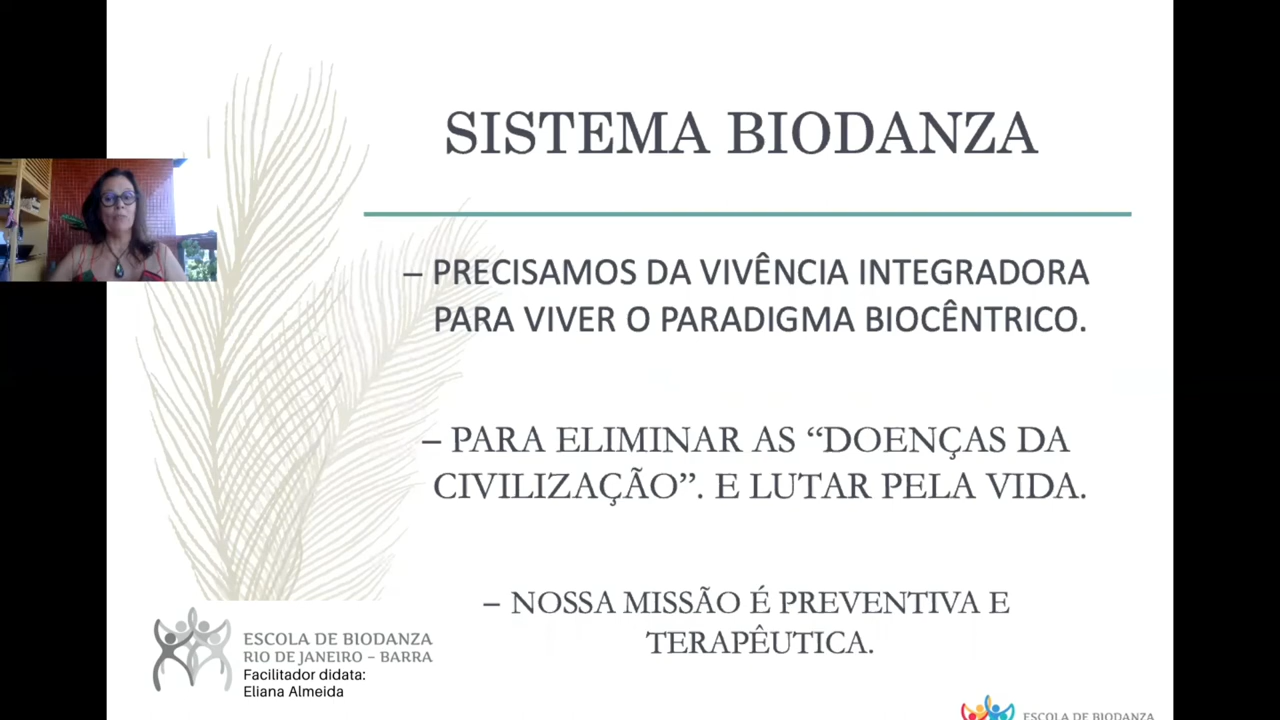 SISTEMA BIODANZA
– PRECISAMOS DA VIVÊNCIA INTEGRADORA
PARA VIVER O PARADIGMA BIOCÊNTRICO.
– PARA ELIMINAR AS “DOENÇAS DA
CIVILIZAÇÃO”. E LUTAR PELA VIDA.
– NOSSA MISSÃO É PREVENTIVA E
TERAPÊUTICA.
ESCOLA DE BIODANZA
RIO DE JANEIRO – BARRA
Facilitador didata:
Eliana Almeida
ESCOLA DE BIODANZA